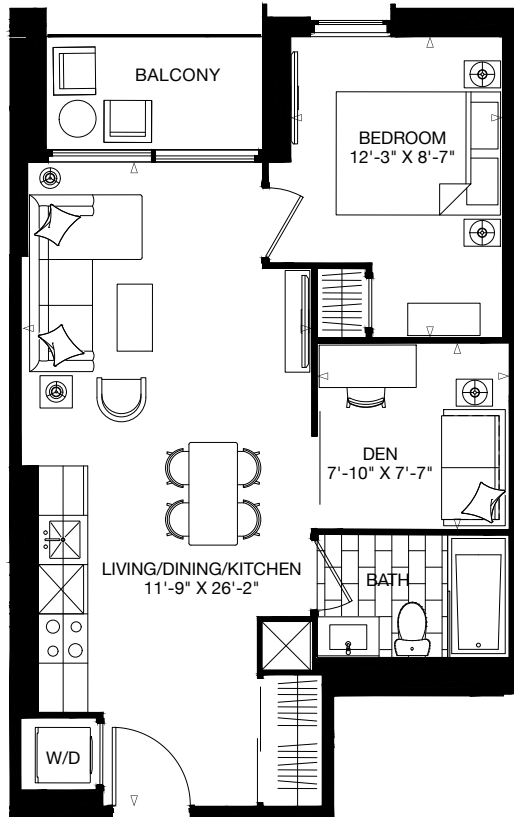 BALCONY
BEDROOM
12'-3" X 8'-7"
DEN
7'-10" X 7'-7"
LIVING/DINING/KITCHEN
11'-9" X 26'-2"
BATH
W/D